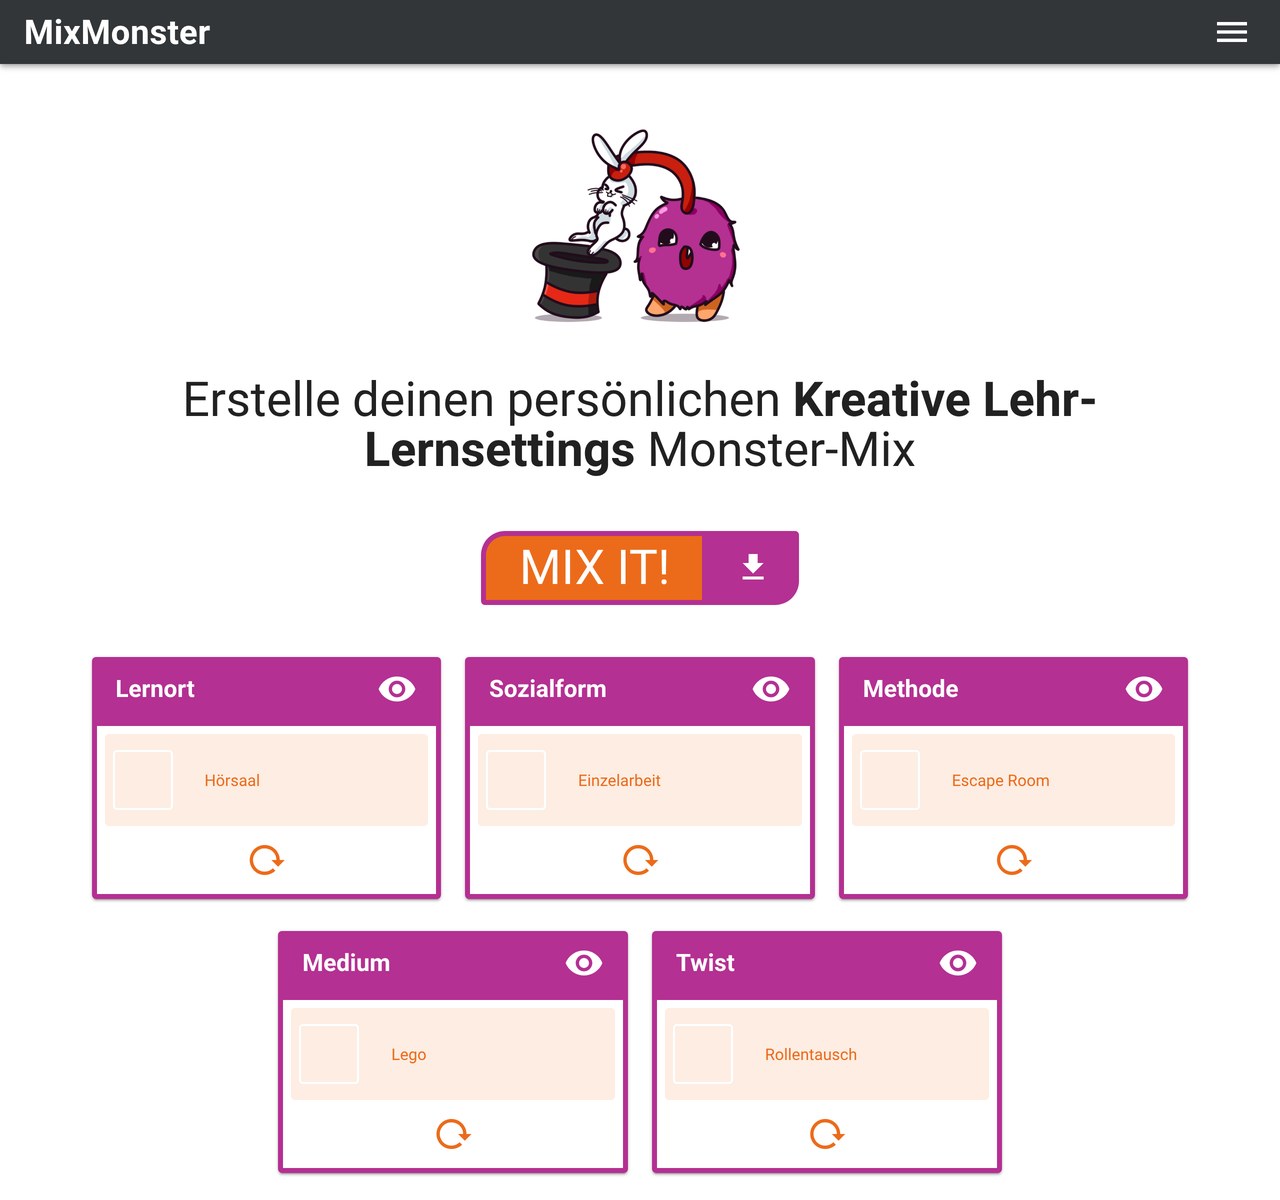 MixMonster
Erstelle deinen persönlichen Kreative Lehr-
Lernsettings Monster-Mix
MIX IT!
Lernort
Hörsaal
Sozialform
Einzelarbeit
Methode
Escape Room
Medium
Lego
Twist
Rollentausch